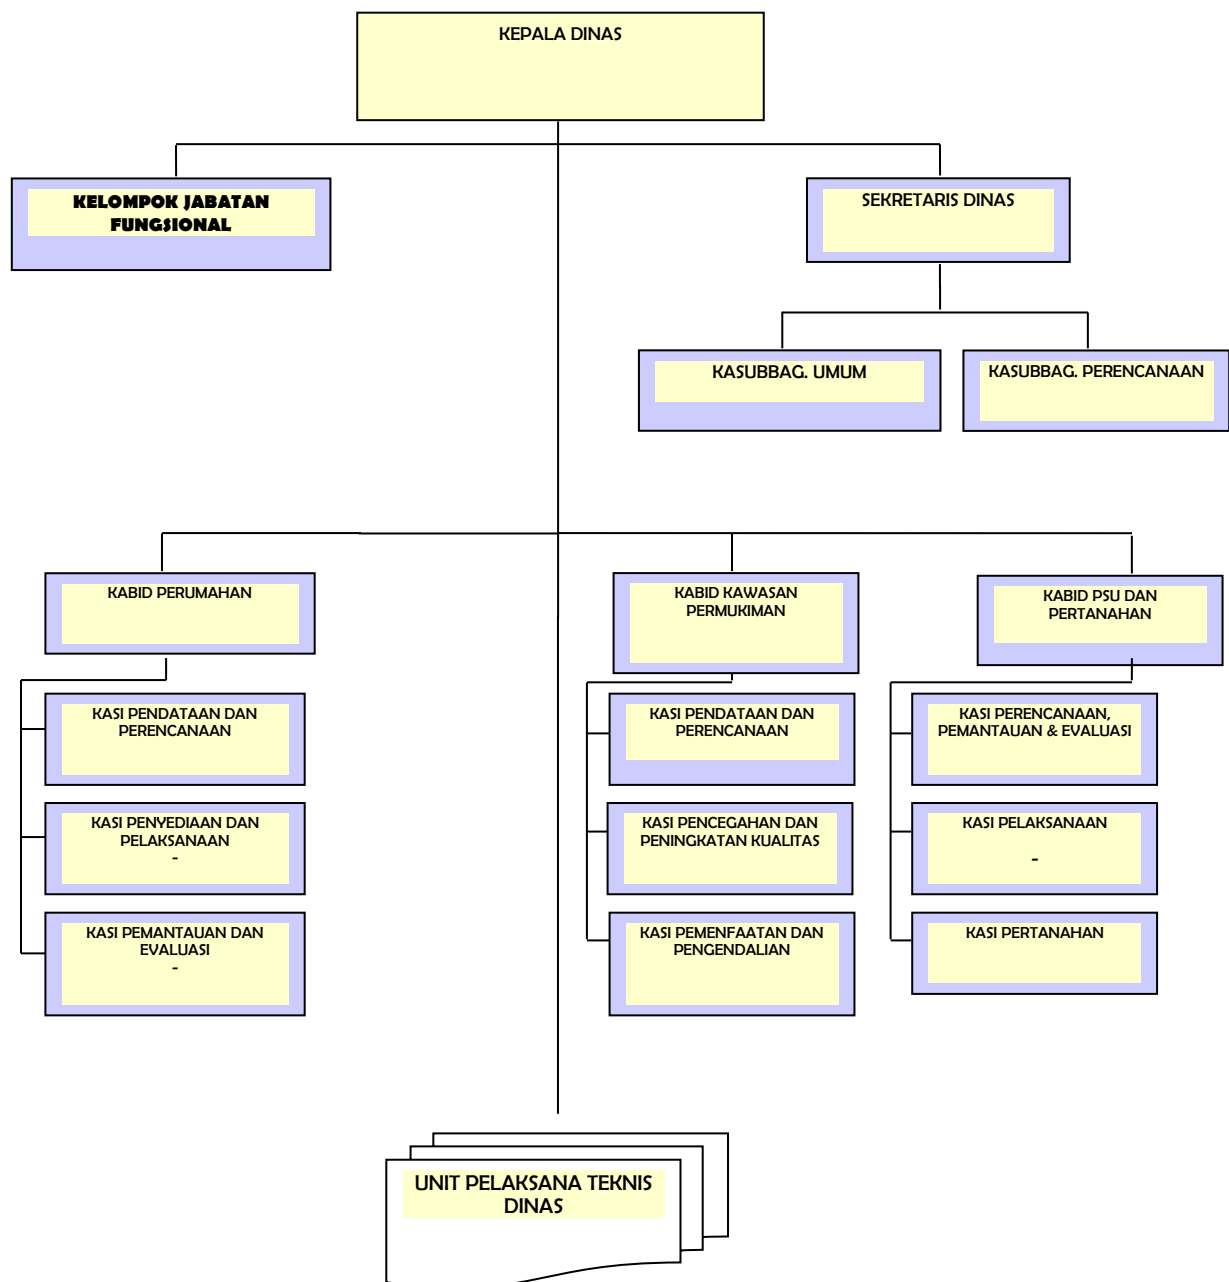 KEPALA DINAS
KELOMPOK JABATAN
FUNGSIONAL
SEKRETARIS DINAS
KASUBBAG. UMUM
KASUBBAG. PERENCANAAN
KABID PERUMAHAN
KABID KAWASAN
PERMUKIMAN
KABID PSU DAN
PERTANAHAN
KASI PENDATAAN DAN
PERENCANAAN
KASI PENYEDIAAN DAN
PELAKSANAAN
-
KASI PEMANTAUAN DAN
EVALUASI
-
KASI PENDATAAN DAN
PERENCANAAN
KASI PENCEGAHAN DAN
PENINGKATAN KUALITAS
KASI PEMENFAATAN DAN
PENGENDALIAN
KASI PERENCANAAN,
PEMANTAUAN & EVALUASI
KASI PELAKSANAAN
-
KASI PERTANAHAN
UNIT PELAKSANA TEKNIS
DINAS